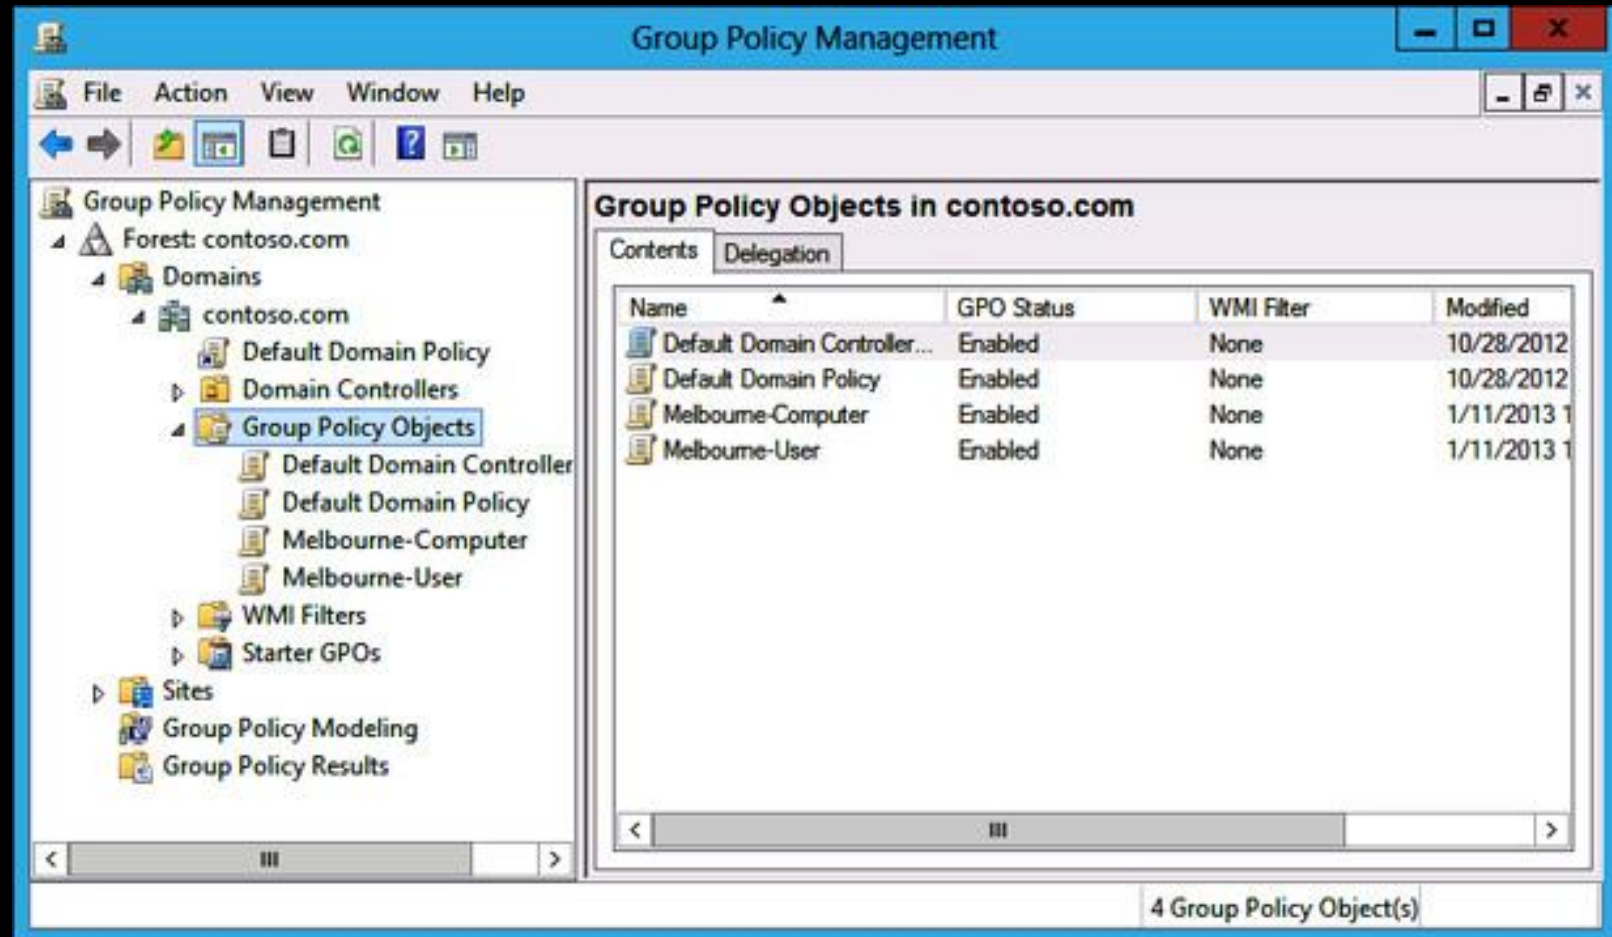 Group Policy Management
File Action View Window Help
Group Policy Management
Forest: contoso.com
Domains
contoso.com
Default Domain Policy
Domain Controllers
Group Policy Objects
Default Domain Controller
Default Domain Policy
Melbourne-Computer
Melbourne-User
WMI Filters
Starter GPOs
Sites
Group Policy Modeling
Group Policy Results
Group Policy Objects in contoso.com
Contents Delegation
Name GPO Status WMI Filter Modified
Default Domain Controller... Enabled None 10/28/2012
Default Domain Policy Enabled None 10/28/2012
Melbourne-Computer Enabled None 1/11/2013 1
Melbourne-User Enabled None 1/11/2013 1
4 Group Policy Object(s)